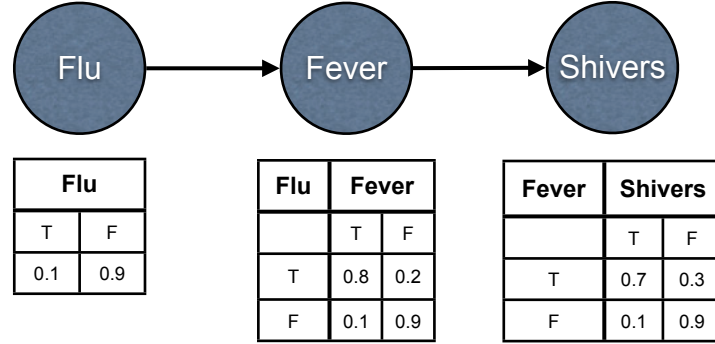 Flu
Fever
Shivers
Flu
T F
0.1 0.9
Flu Fever
T F
T 0.8 0.2
F 0.1 0.9
Fever Shivers
T F
T 0.7 0.3
F 0.1 0.9